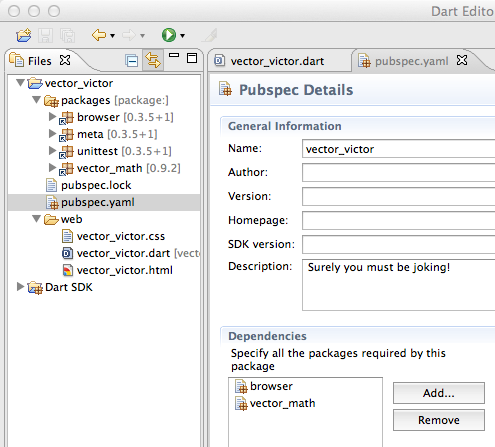 Dart Edito
Files
vector_victor
packages [package:]
browser [0.3.5+1]
meta [0.3.5+1]
unittest [0.3.5+1]
vector_math [0.9.2]
pubspec.lock
pubspec.yaml
web
vector_victor.css
vector_victor.dart [vec
vector_victor.html
Dart SDK
vector_victor.dart
pubspec.yaml
Pubspec Details
General Information
Name: vector_victor
Author:
Version:
Homepage:
SDK version:
Description: Surely you must be joking!
Dependencies
Specify all the packages required by this
package
browser
vector_math
Add...
Remove